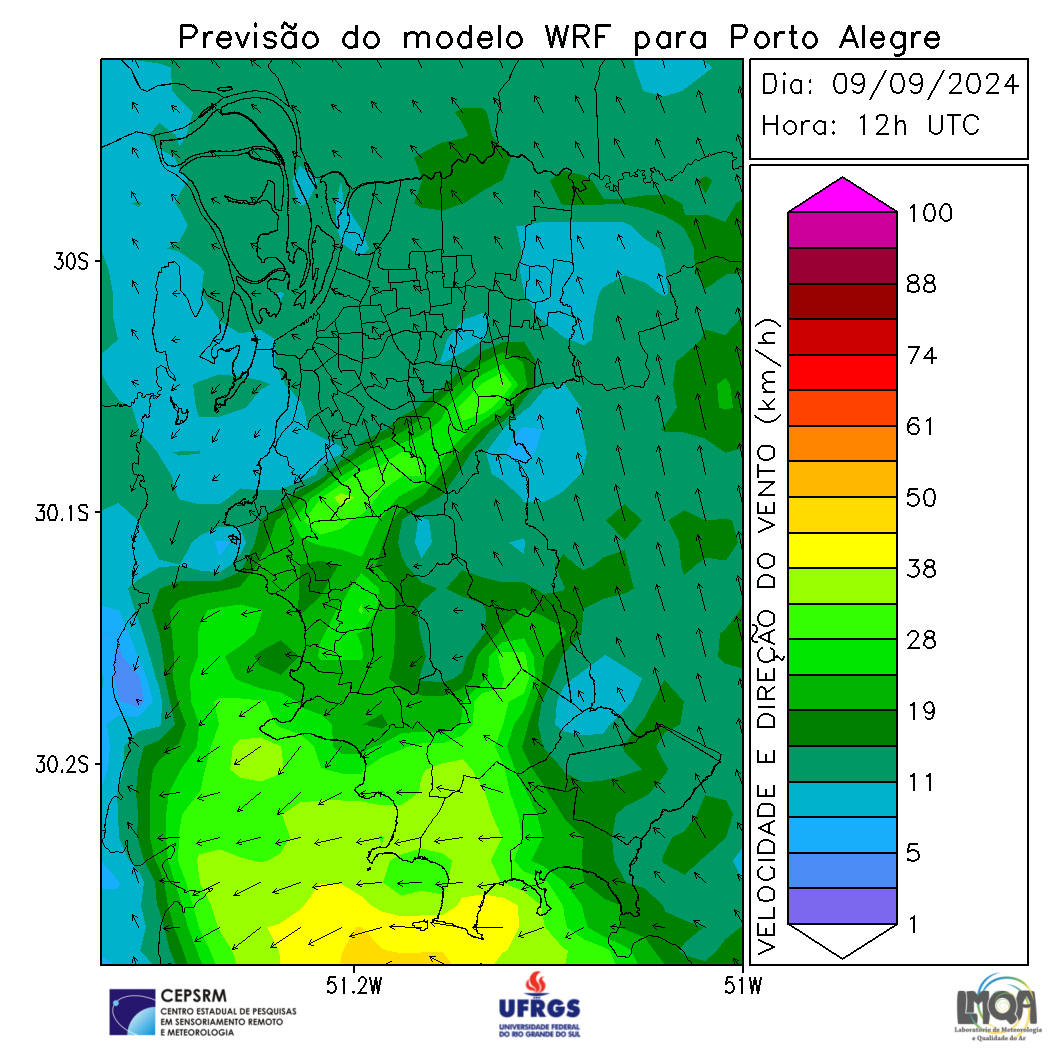 Previsão do modelo WRF para Porto Alegre
Dia: 09/09/2024
Hora: 12h UTC
30S
30.1S
30.2S
51.2W
51W
VELOCIDADE E DIREÇÃO DO VENTO (km/h)
100
88
74
61
50
38
28
19
11
5
1
CEPSRM
CENTRO ESTADUAL DE PESQUISAS
EM SENSORIAMENTO REMOTO
E METEOROLOGIA
UFRGS
UNIVERSIDADE FEDERAL
DO RIO GRANDE DO SUL
LMQA
Laboratório de Meteorologia
e Qualidade do Ar